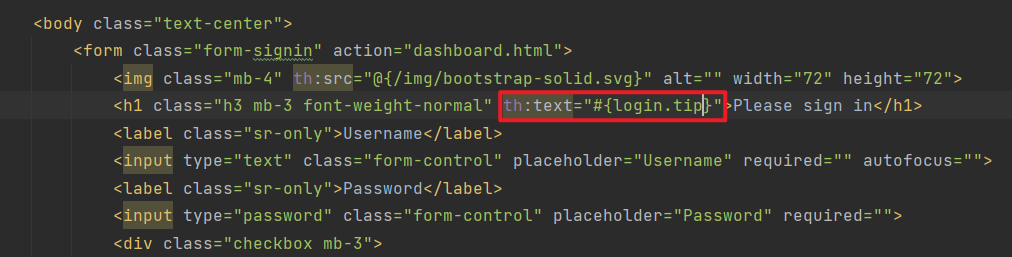 <body class="text-center">
<form class="form-signin" action="dashboard.html">
<img class="mb-4" th:src="@{/img/bootstrap-solid.svg}" alt="" width="72" height="72">
<h1 class="h3 mb-3 font-weight-normal" th:text="#{login.tip}">Please sign in</h1>
<label class="sr-only">Username</label>
<input type="text" class="form-control" placeholder="Username" required="" autofocus="">
<label class="sr-only">Password</label>
<input type="password" class="form-control" placeholder="Password" required="">
<div class="checkbox mb-3">